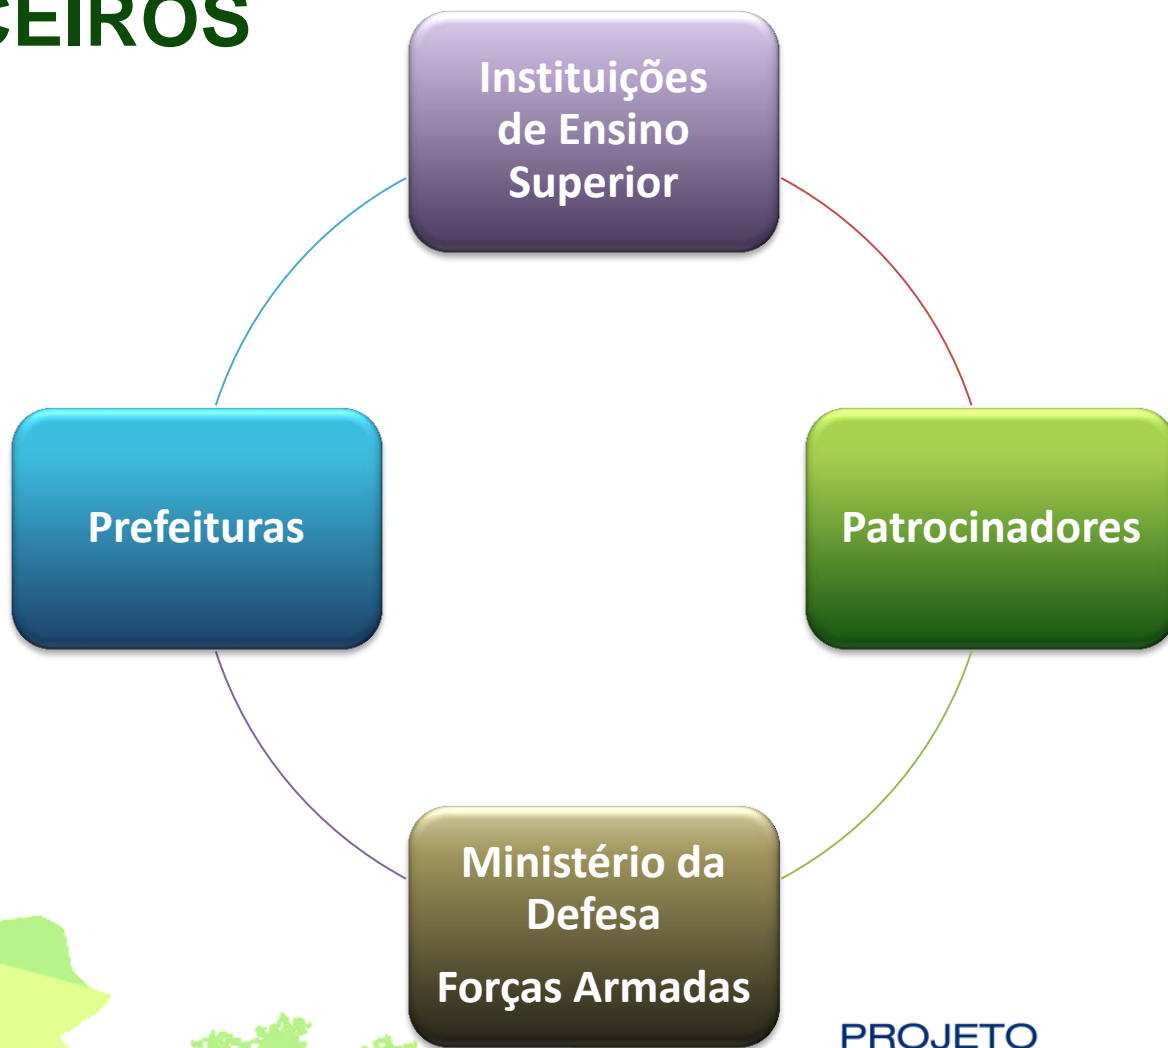 CEIROS
Instituições
de Ensino
Superior
Prefeituras
Patrocinadores
Ministério da
Defesa
Forças Armadas
PROJETO